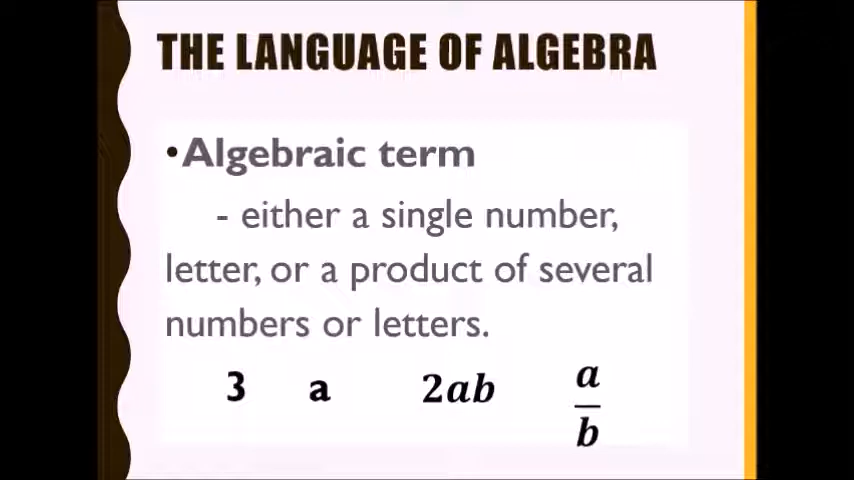 THE LANGUAGE OF ALGEBRA
•Algebraic term
- either a single number,
letter, or a product of several
numbers or letters.
3 a 2ab a/b